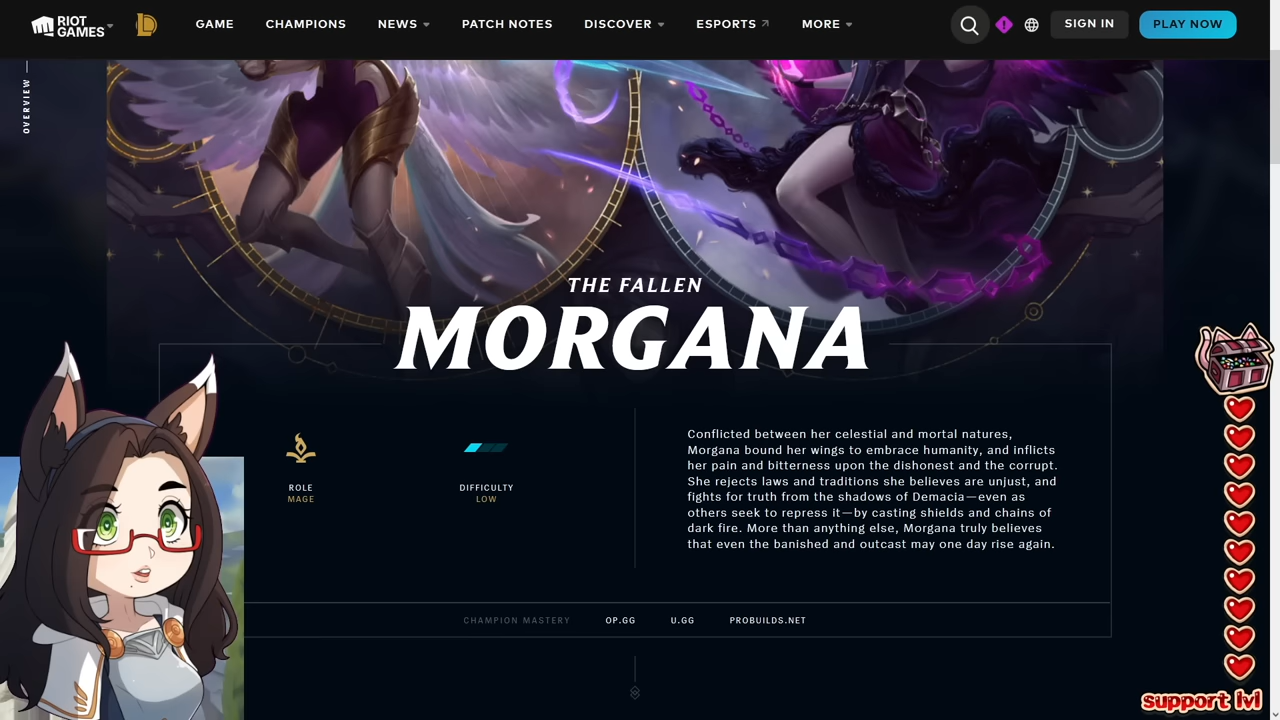 RIOT GAMES
GAME CHAMPIONS NEWS PATCH NOTES DISCOVER ESPORTS MORE SIGN IN PLAY NOW
OVERVIEW
THE FALLEN
MORGANA
ROLE
MAGE
DIFFICULTY
LOW
Conflicted between her celestial and mortal natures,
Morgana bound her wings to embrace humanity, and inflicts
her pain and bitterness upon the dishonest and the corrupt.
She rejects laws and traditions she believes are unjust, and
fights for truth from the shadows of Demacia—even as
others seek to repress it—by casting shields and chains of
dark fire. More than anything else, Morgana truly believes
that even the banished and outcast may one day rise again.
CHAMPION MASTERY OP.GG U.GG PROBUILDS.NET
support lvl